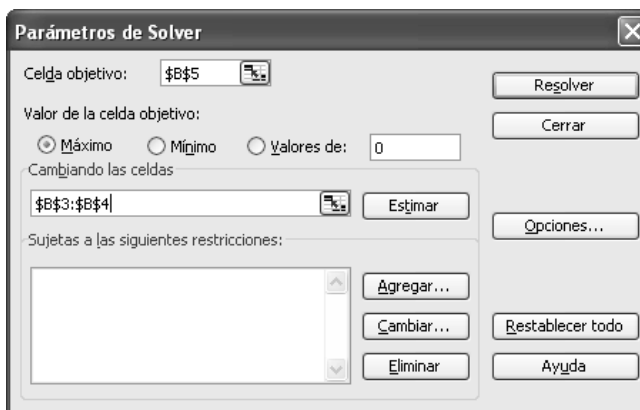 Parámetros de Solver
Celda objetivo: $B$5
Resolver
Valor de la celda objetivo:
Cerrar
Máximo Mínimo Valores de: 0
Cambiando las celdas
$B$3:$B$4 Estimar
Opciones...
Sujetas a las siguientes restricciones:
Agregar...
Cambiar... Restablecer todo
Eliminar Ayuda